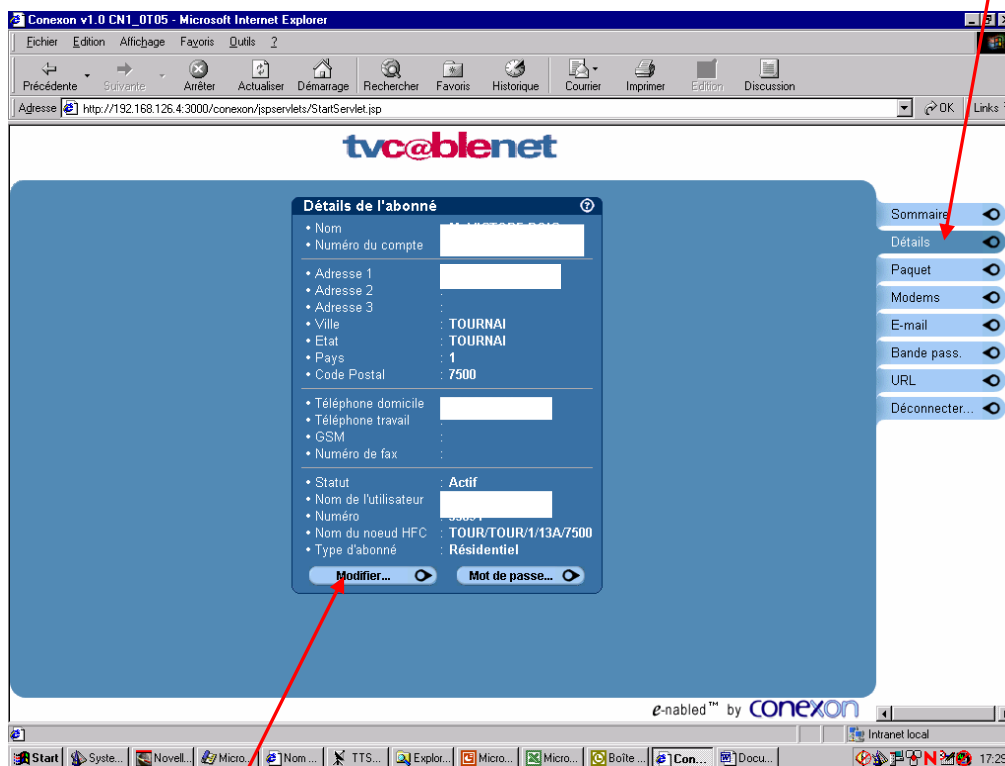 Conexon v1.0 CN1_0T05 - Microsoft Internet Explorer
Fichier Edition Affichage Favoris Outils ?
Précédente Suivante Arrêter Actualiser Démarrage Rechercher Favoris Historique Courrier Imprimer Edition Discussion
Adresse http://192.168.126.4:3000/conexon/jspservlets/StartServlet.jsp OK Links
tvc@blenet
Détails de l'abonné ?
• Nom
• Numéro du compte
• Adresse 1
• Adresse 2 :
• Adresse 3 :
• Ville : TOURNAI
• Etat : TOURNAI
• Pays : 1
• Code Postal : 7500
• Téléphone domicile
• Téléphone travail :
• GSM :
• Numéro de fax :
• Statut : Actif
• Nom de l'utilisateur
• Numéro :
• Nom du noeud HFC : TOUR/TOUR/1/13A/7500
• Type d'abonné : Résidentiel
Modifier... Mot de passe...
Sommaire
Détails
Paquet
Modems
E-mail
Bande pass.
URL
Déconnecter...
e-nabled™ by conexon
Intranet local
Start Syste... Novell... Micro... Nom ... TTS... Explor... Micro... Micro... Boîte ... Con... Docu...